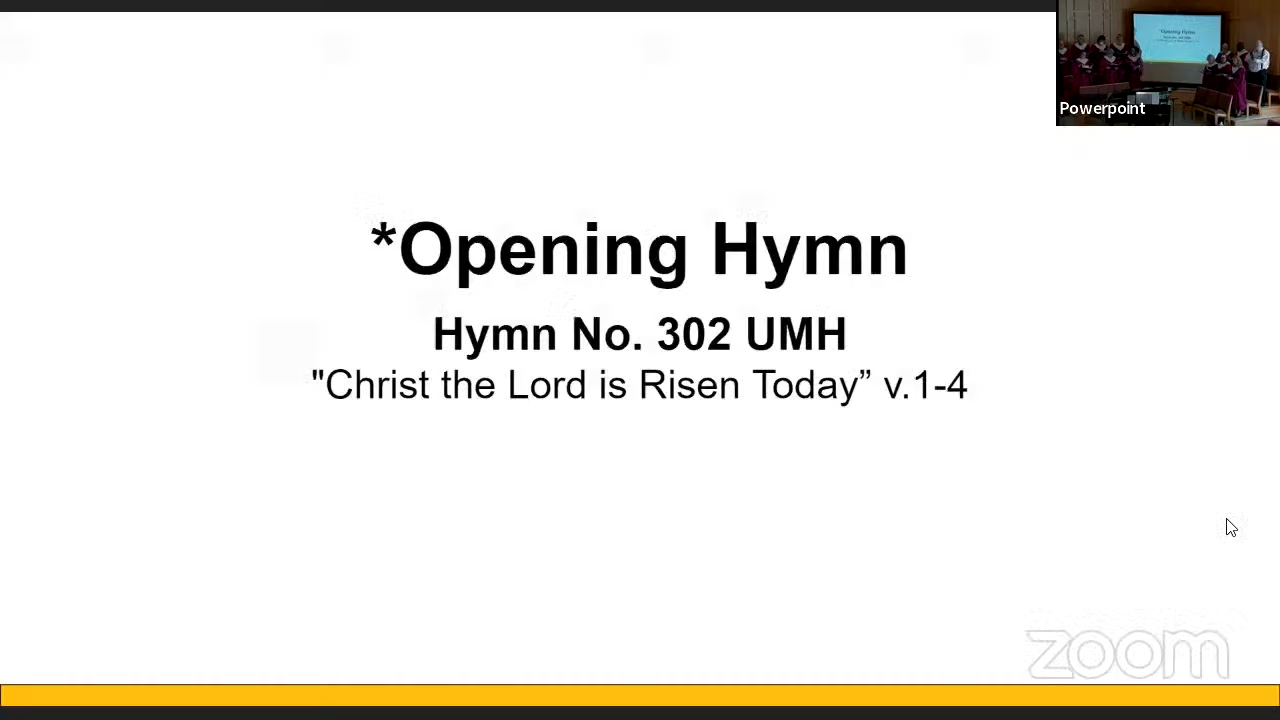 Powerpoint
*Opening Hymn
Hymn No. 302 UMH
"Christ the Lord is Risen Today” v.1-4
zoom